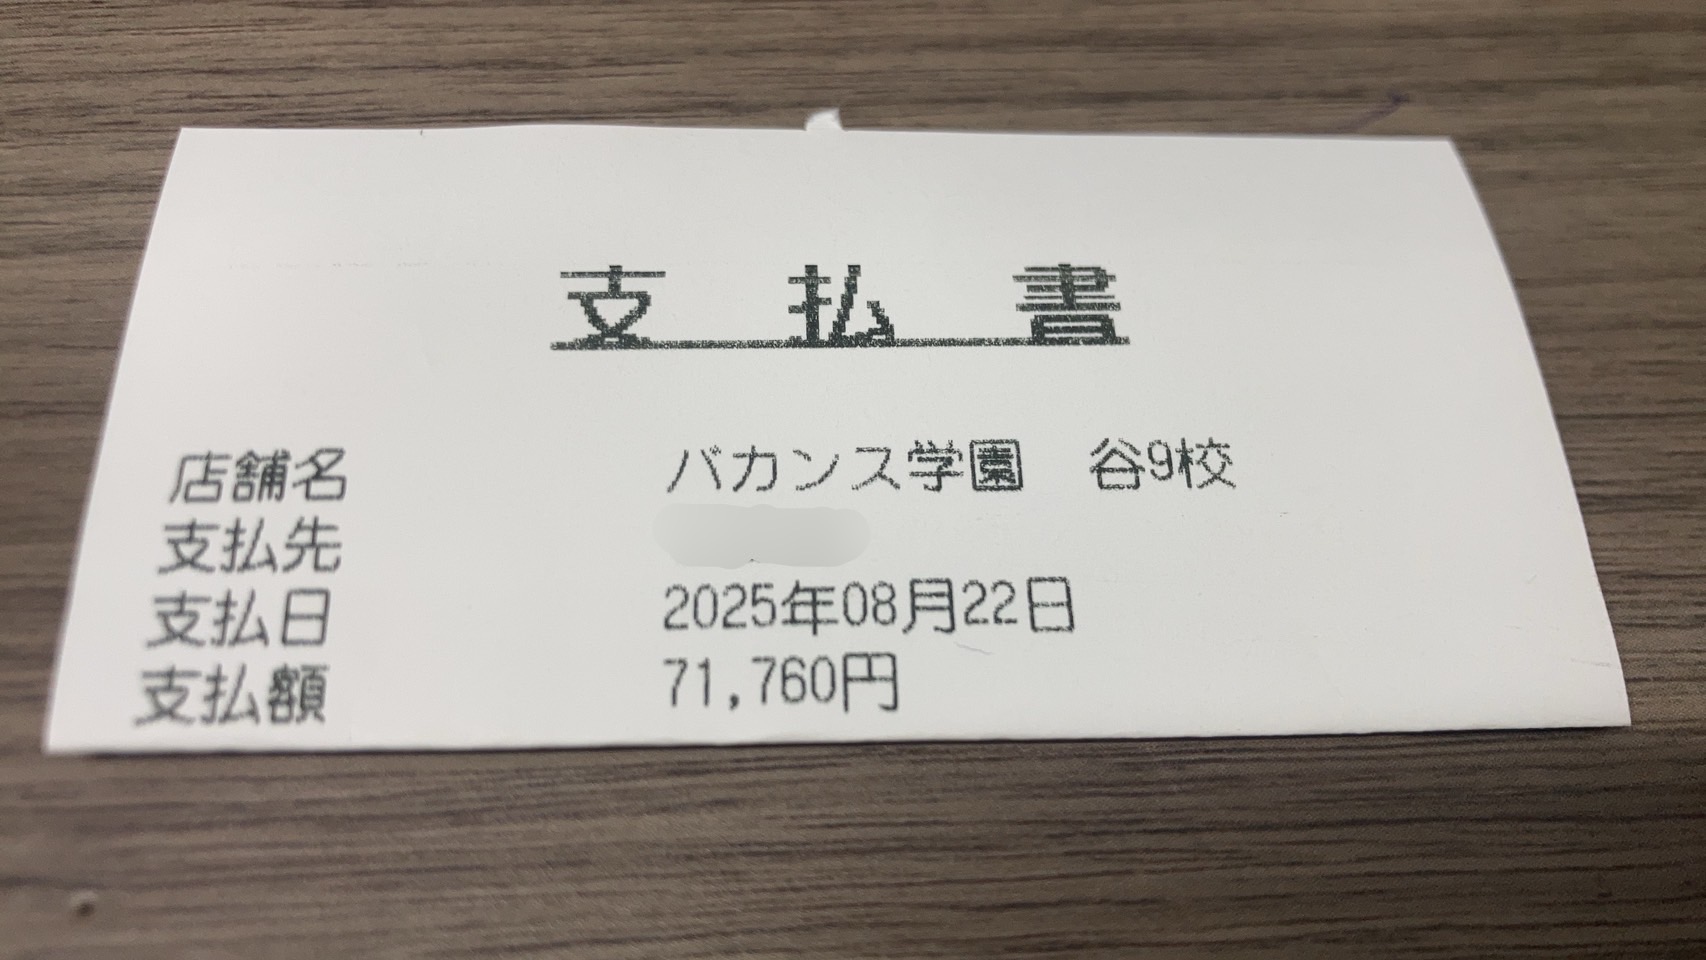 支払書
店舗名 バカンス学園 谷9校
支払先
支払日 2025年08月22日
支払額 71,760円